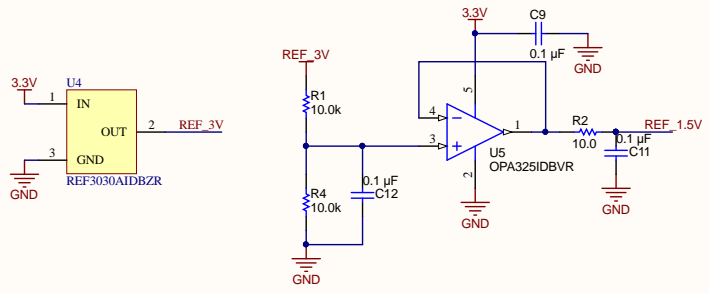 U4
3.3V
1
IN
OUT
2
REF_3V
3
GND
GND
REF3030AIDBZR
REF_3V
R1
10.0k
R4
10.0k
0.1 µF
C12
GND
3.3V
C9
0.1 µF
GND
5
4
3
1
2
U5
OPA325IDBVR
GND
R2
10.0
REF_1.5V
0.1 µF
C11
GND